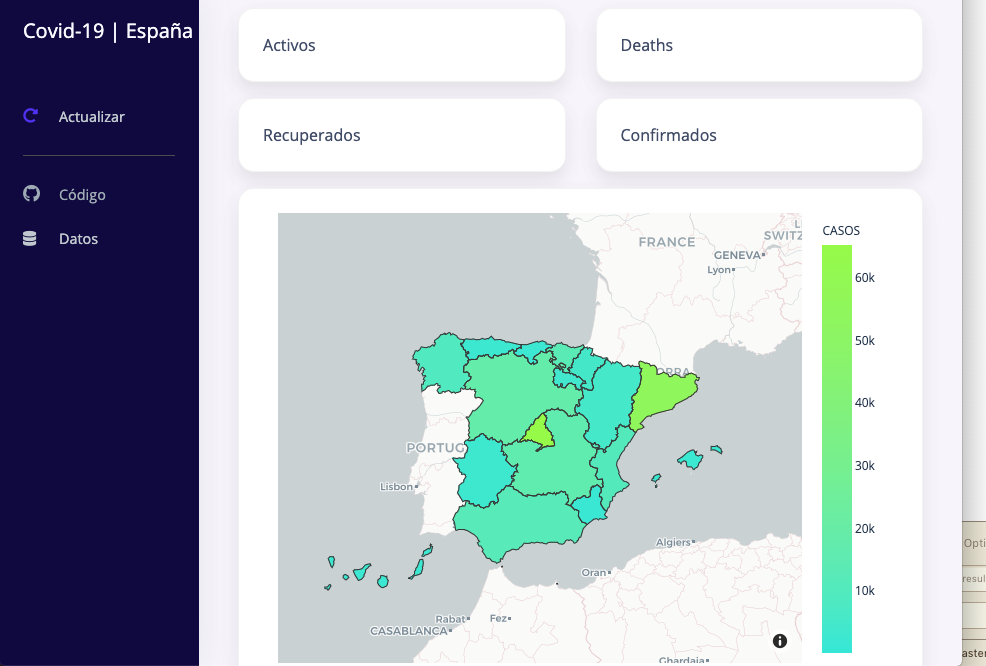 Covid-19 | España
Actualizar
Código
Datos
Activos
Deaths
Recuperados
Confirmados
FRANCE
SWITZ
GENEVA
Lyon
PORTUG
Lisbon
Algiers
Oran
Rabat
Fez
CASABLANCA
Ghardaïa
CASOS
60k
50k
40k
30k
20k
10k
Opti
resul
aster